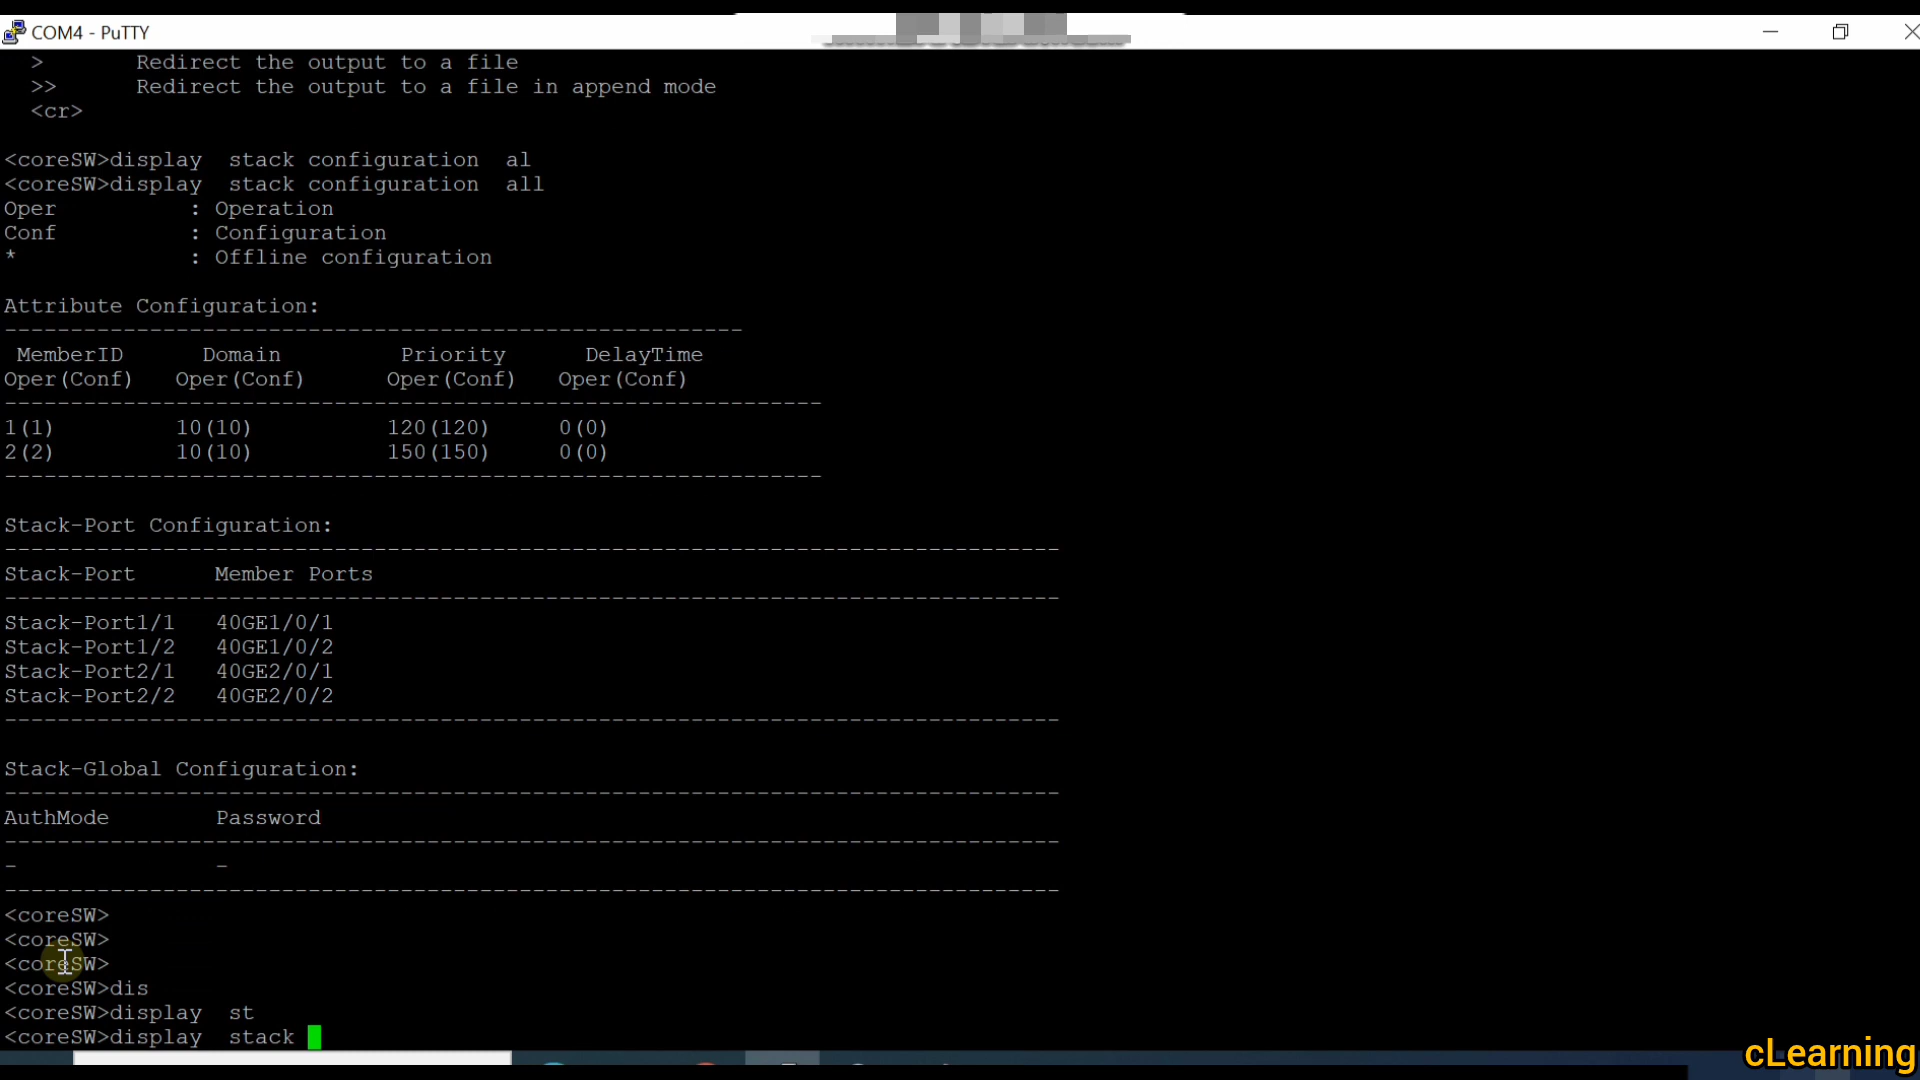 COM4 - PuTTY
> Redirect the output to a file
>> Redirect the output to a file in append mode
<cr>
<coreSW>display stack configuration al
<coreSW>display stack configuration all
Oper : Operation
Conf : Configuration
* : Offline configuration
Attribute Configuration:
---------------------------------------------------------
MemberID Domain Priority DelayTime
Oper(Conf) Oper(Conf) Oper(Conf) Oper(Conf)
---------------------------------------------------------------
1(1) 10(10) 120(120) 0(0)
2(2) 10(10) 150(150) 0(0)
---------------------------------------------------------------
Stack-Port Configuration:
--------------------------------------------------------------------------------
Stack-Port Member Ports
--------------------------------------------------------------------------------
Stack-Port1/1 40GE1/0/1
Stack-Port1/2 40GE1/0/2
Stack-Port2/1 40GE2/0/1
Stack-Port2/2 40GE2/0/2
--------------------------------------------------------------------------------
Stack-Global Configuration:
--------------------------------------------------------------------------------
AuthMode Password
--------------------------------------------------------------------------------
- -
--------------------------------------------------------------------------------
<coreSW>
<coreSW>
<coreSW>
<coreSW>dis
<coreSW>display st
<coreSW>display stack
cLearning